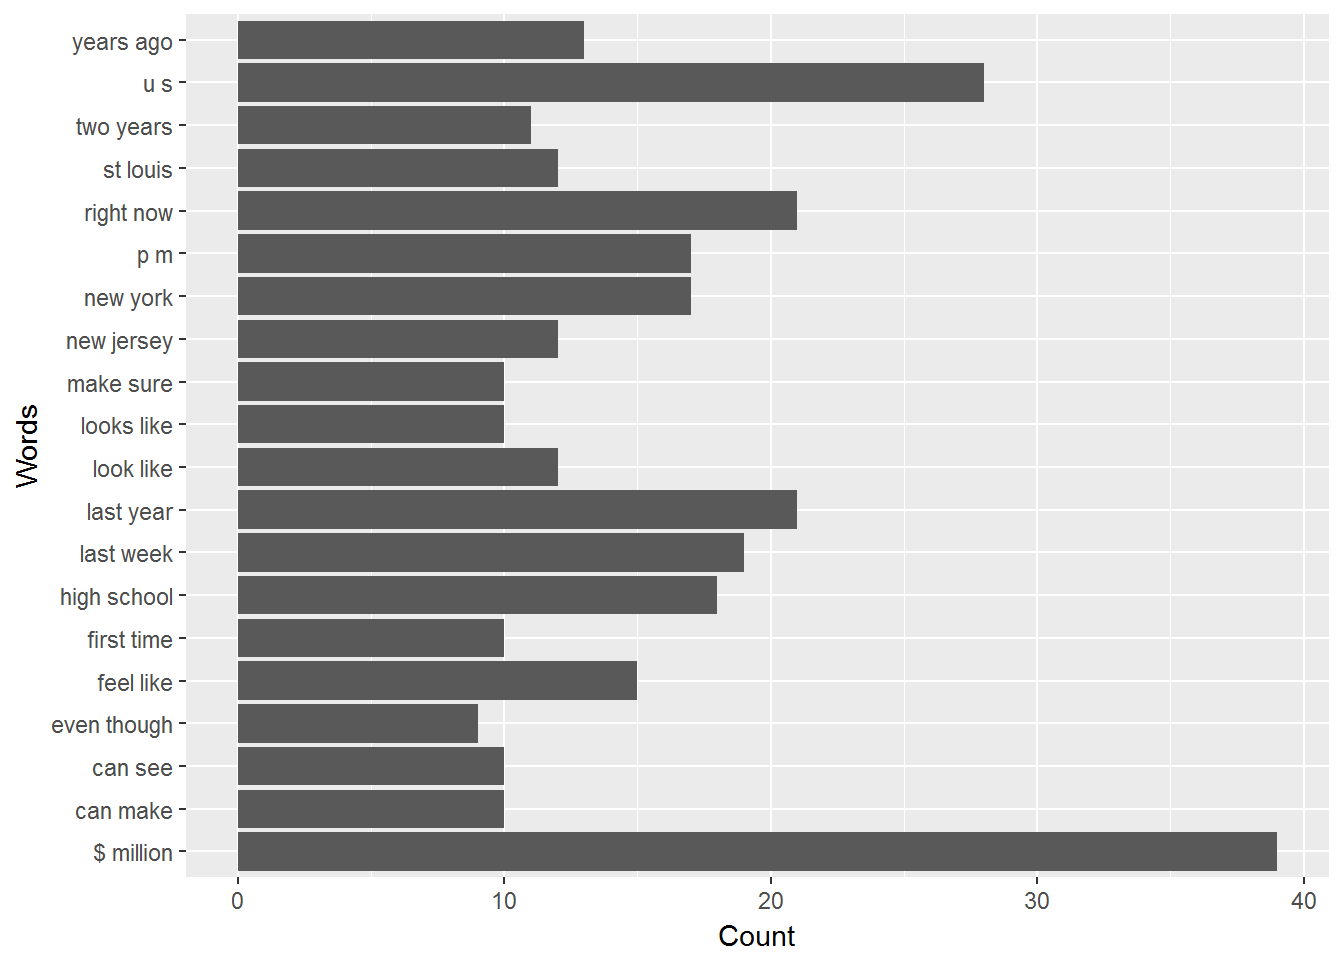 years ago
u s
two years
st louis
right now
p m
new york
new jersey
make sure
looks like
look like
last year
last week
high school
first time
feel like
even though
can see
can make
$ million
Words
0 10 20 30 40
Count